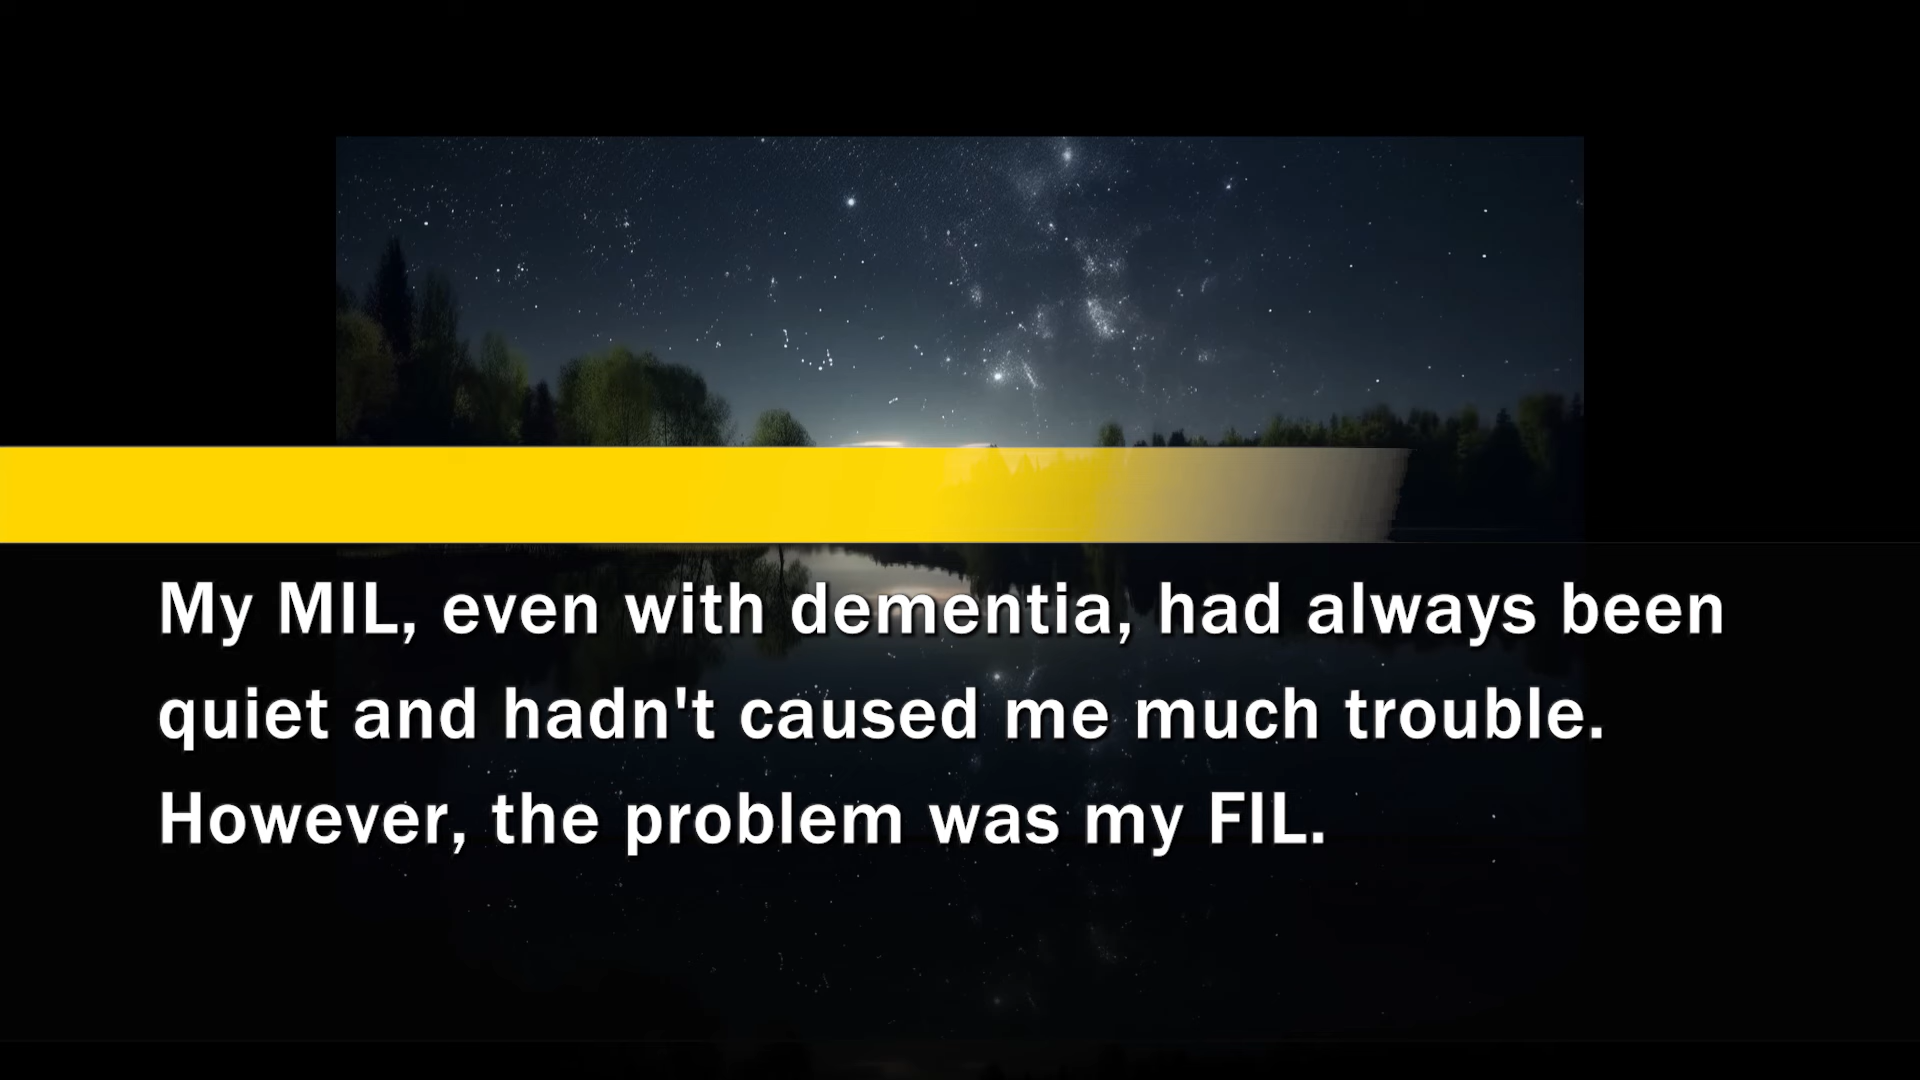 My MIL, even with dementia, had always been
quiet and hadn't caused me much trouble.
However, the problem was my FIL.